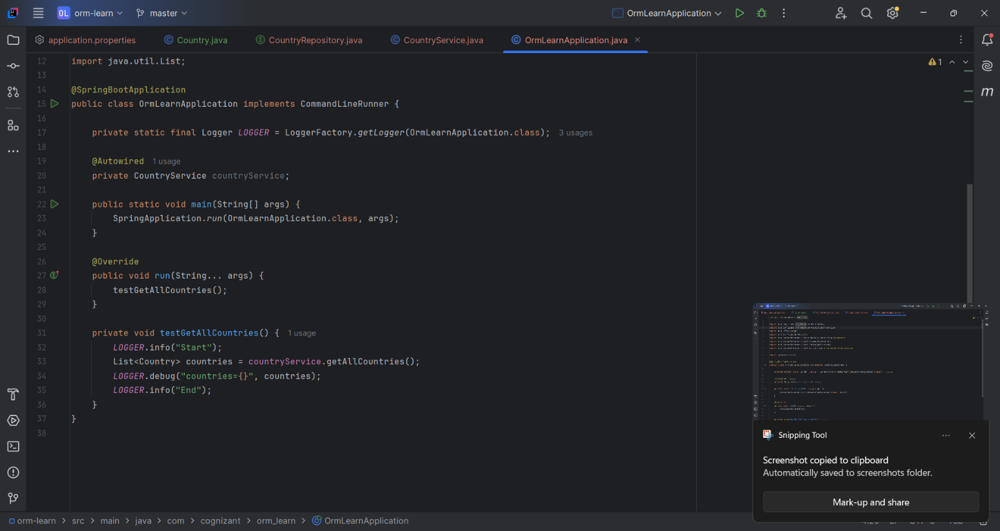 OL orm-learn master OrmLearnApplication
application.properties Country.java CountryRepository.java CountryService.java OrmLearnApplication.java
1
12 import java.util.List;
13
14 @SpringBootApplication
15 public class OrmLearnApplication implements CommandLineRunner {
16
17 private static final Logger LOGGER = LoggerFactory.getLogger(OrmLearnApplication.class); 3 usages
18
19 @Autowired 1 usage
20 private CountryService countryService;
21
22 public static void main(String[] args) {
23 SpringApplication.run(OrmLearnApplication.class, args);
24 }
25
26 @Override
27 public void run(String... args) {
28 testGetAllCountries();
29 }
30
31 private void testGetAllCountries() { 1 usage
32 LOGGER.info("Start");
33 List<Country> countries = countryService.getAllCountries();
34 LOGGER.debug("countries={}", countries);
35 LOGGER.info("End");
36 }
37 }
38
Snipping Tool
Screenshot copied to clipboard
Automatically saved to screenshots folder.
Mark-up and share
orm-learn > src > main > java > com > cognizant > orm_learn > OrmLearnApplication